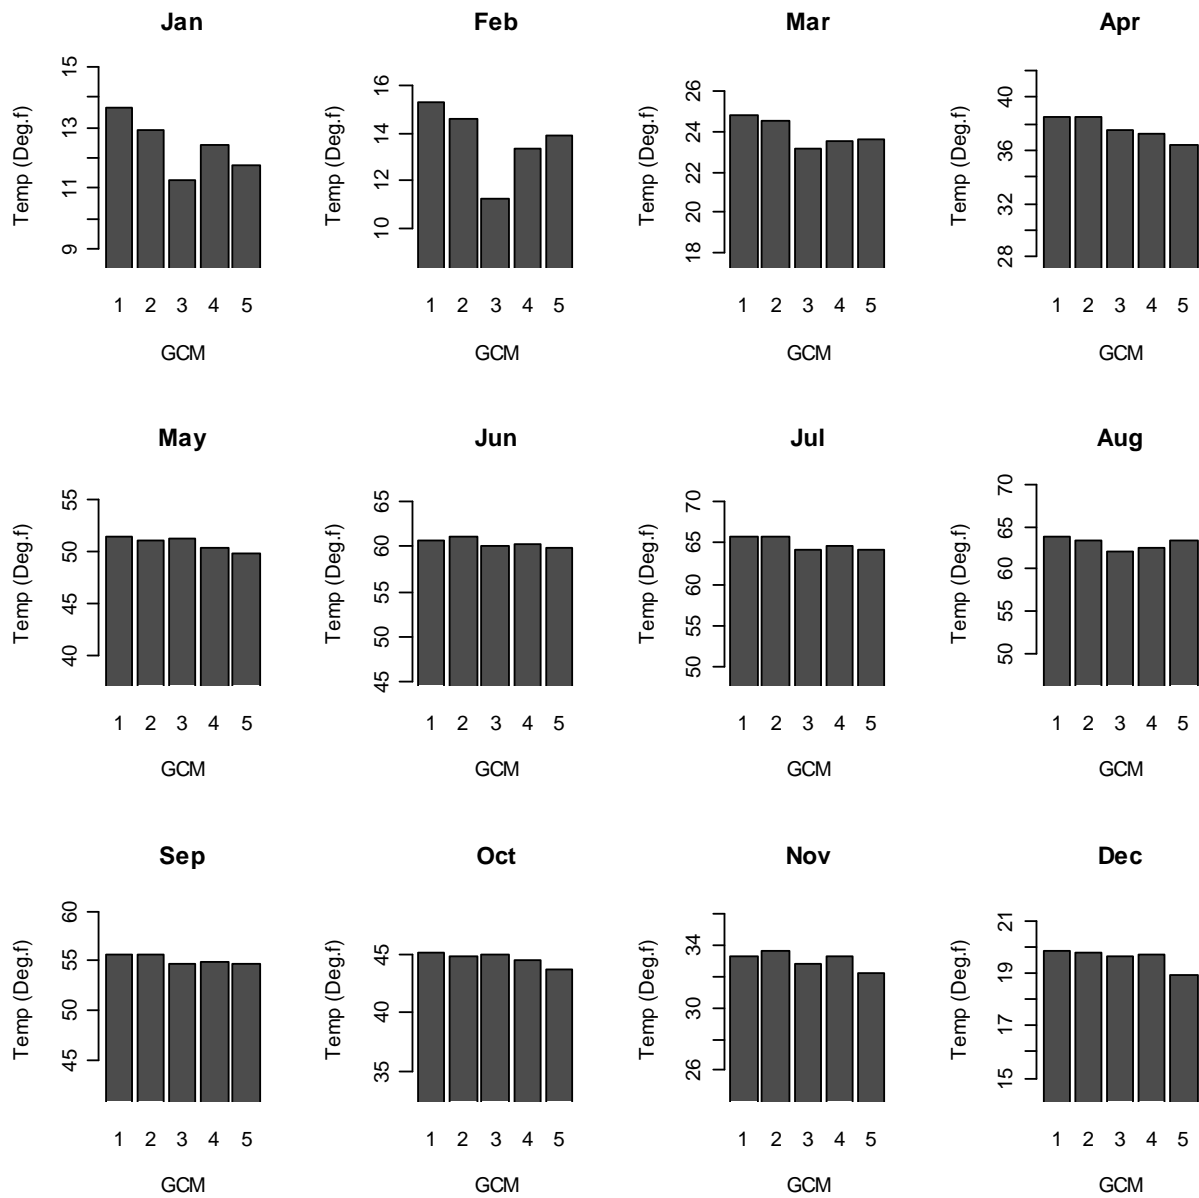 Jan
Temp (Deg.f)
15
13
11
9
1 2 3 4 5
GCM
Feb
Temp (Deg.f)
16
14
12
10
1 2 3 4 5
GCM
Mar
Temp (Deg.f)
26
24
22
20
18
1 2 3 4 5
GCM
Apr
Temp (Deg.f)
40
36
32
28
1 2 3 4 5
GCM
May
Temp (Deg.f)
55
50
45
40
1 2 3 4 5
GCM
Jun
Temp (Deg.f)
65
60
55
50
45
1 2 3 4 5
GCM
Jul
Temp (Deg.f)
70
65
60
55
50
1 2 3 4 5
GCM
Aug
Temp (Deg.f)
70
65
60
55
50
1 2 3 4 5
GCM
Sep
Temp (Deg.f)
60
55
50
45
1 2 3 4 5
GCM
Oct
Temp (Deg.f)
45
40
35
1 2 3 4 5
GCM
Nov
Temp (Deg.f)
34
30
26
1 2 3 4 5
GCM
Dec
Temp (Deg.f)
21
19
17
15
1 2 3 4 5
GCM